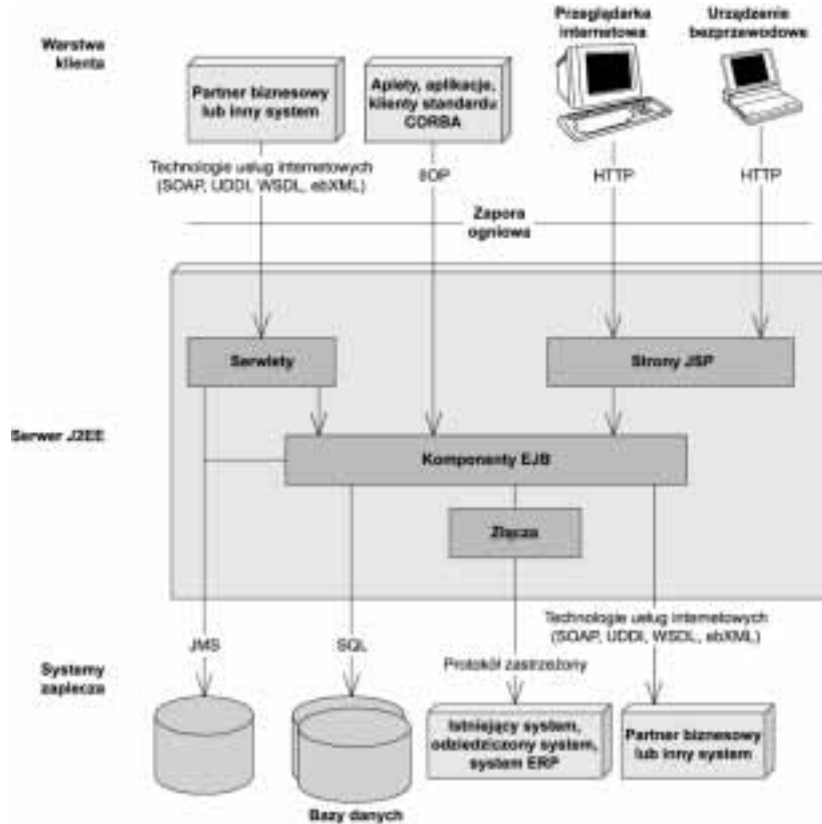 Warstwa
klienta
Partner biznesowy
lub inny system
Aplety, aplikacje,
klienty standardu
CORBA
Przeglądarka
internetowa
Urządzenie
bezprzewodowe
Technologie usług internetowych
(SOAP, UDDI, WSDL, ebXML)
IIOP
HTTP
HTTP
Zapora
ogniowa
Serwlety
Strony JSP
Serwer J2EE
Komponenty EJB
Złącza
Technologie usług internetowych
(SOAP, UDDI, WSDL, ebXML)
JMS
SQL
Protokół zastrzeżony
Systemy
zaplecza
Istniejący system,
odziedziczony system,
system ERP
Partner biznesowy
lub inny system
Bazy danych